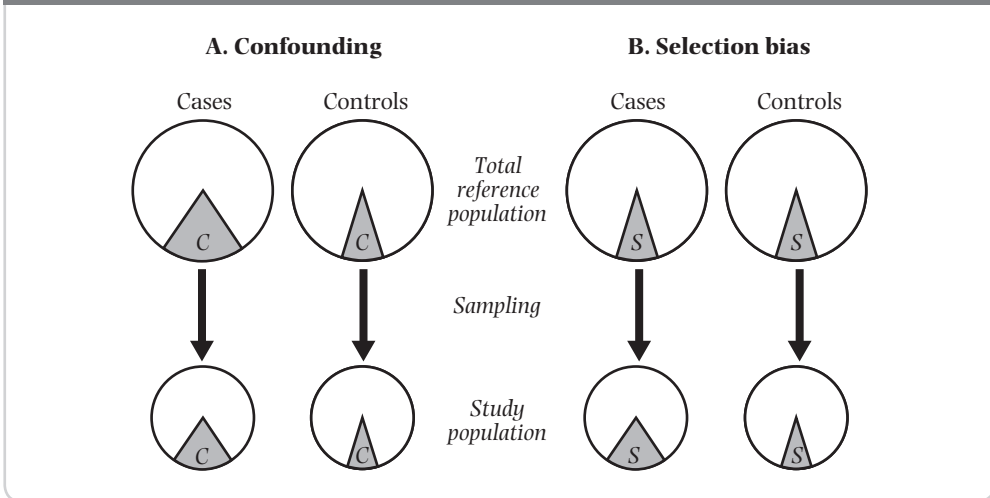 A. Confounding
B. Selection bias
Cases
Controls
Cases
Controls
Total
reference
population
C
C
S
S
Sampling
Study
population
C
C
S
S